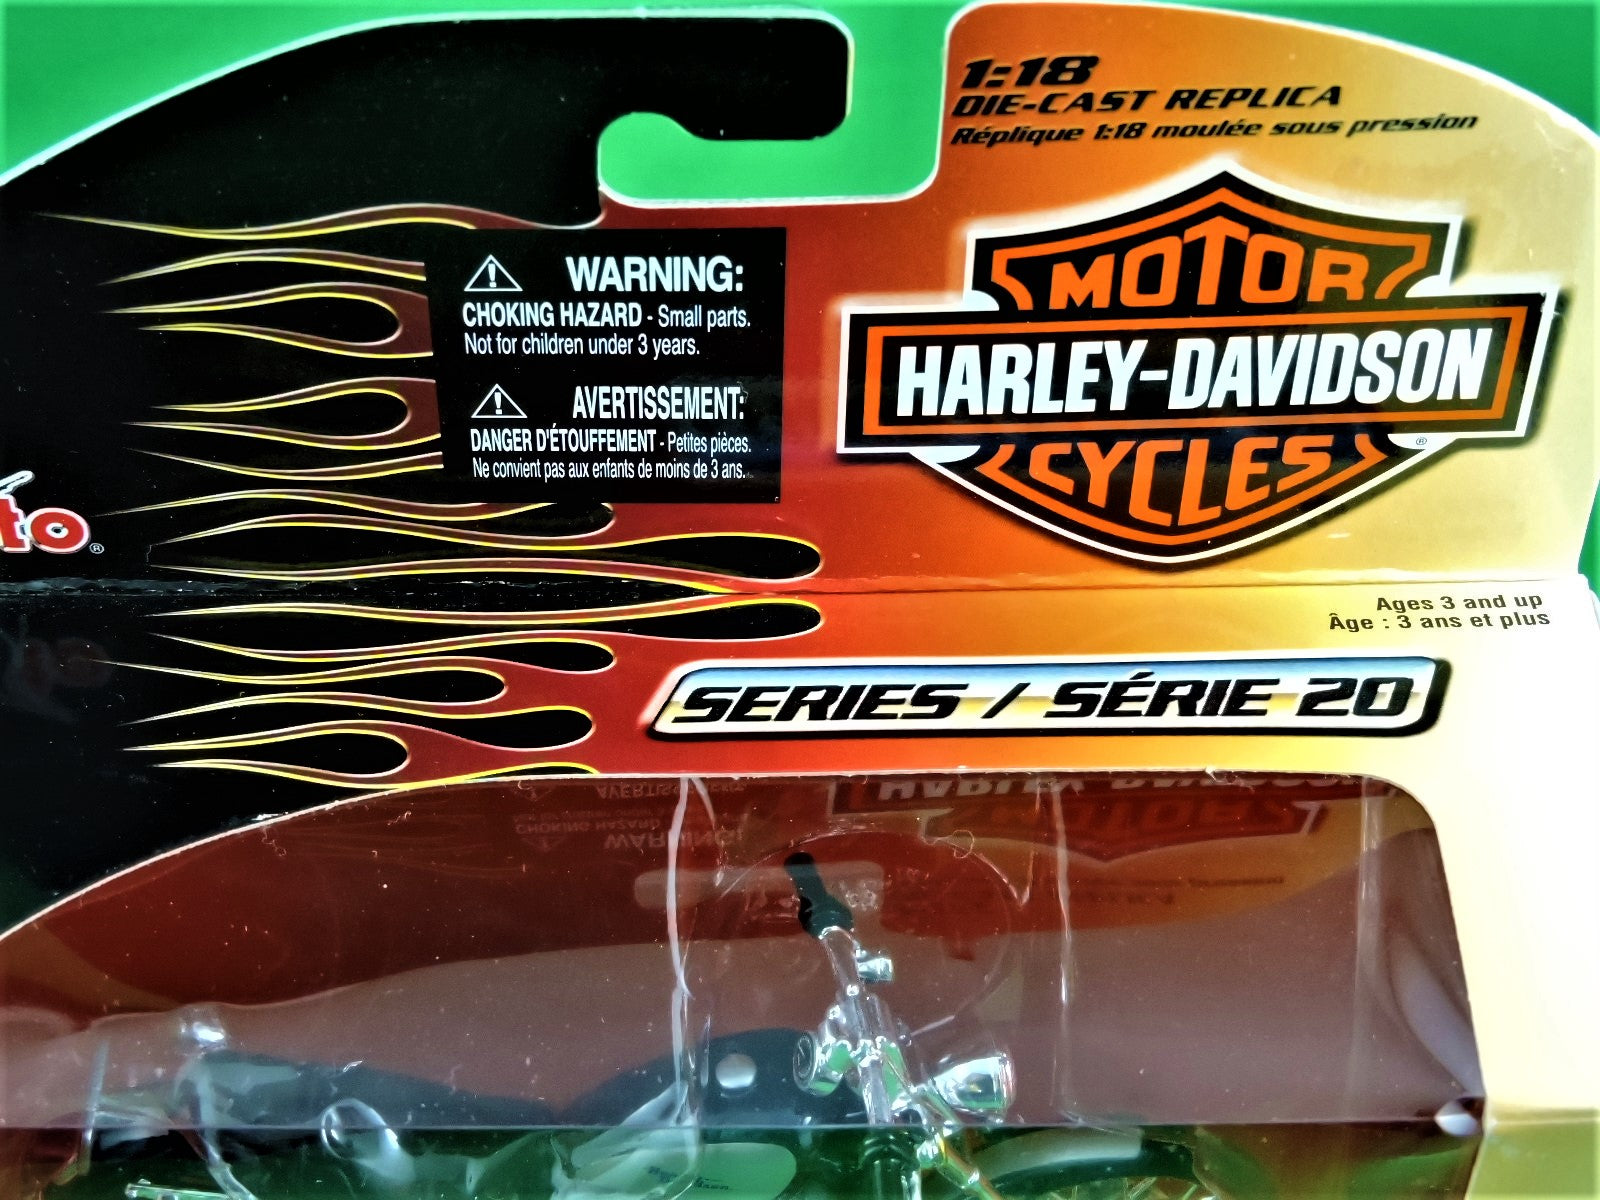 1:18
DIE-CAST REPLICA
Réplique 1:18 moulée sous pression
MOTOR
HARLEY-DAVIDSON
CYCLES
®
WARNING:
CHOKING HAZARD - Small parts.
Not for children under 3 years.
AVERTISSEMENT:
DANGER D'ÉTOUFFEMENT - Petites pièces.
Ne convient pas aux enfants de moins de 3 ans.
to®
Ages 3 and up
Âge : 3 ans et plus
SERIES / SÉRIE 20